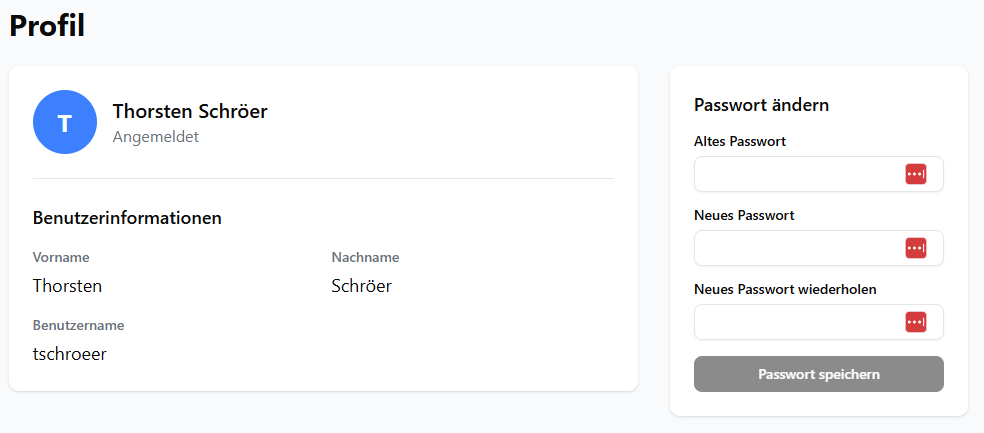 Profil
T
Thorsten Schröer
Angemeldet
Benutzerinformationen
Vorname
Nachname
Thorsten
Schröer
Benutzername
tschroeer
Passwort ändern
Altes Passwort
Neues Passwort
Neues Passwort wiederholen
Passwort speichern